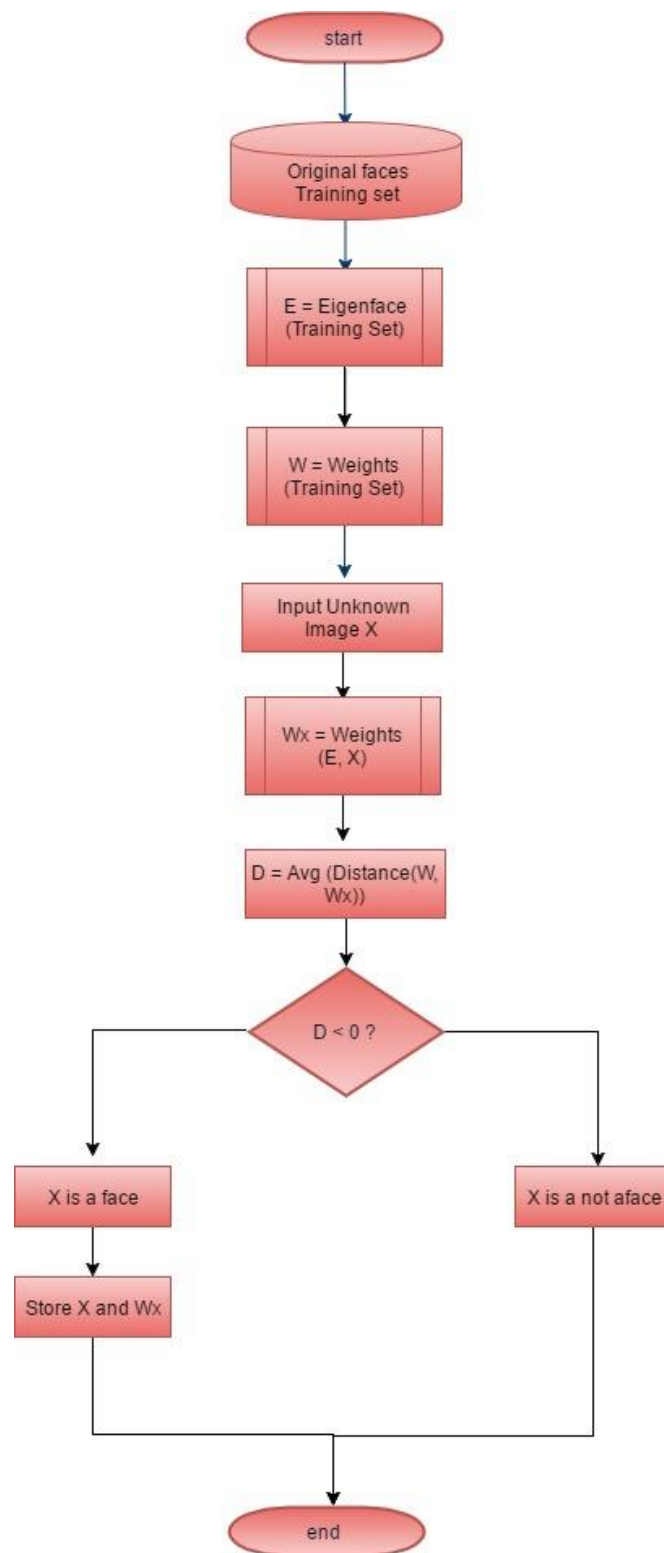 start
Original faces
Training set
E = Eigenface
(Training Set)
W = Weights
(Training Set)
Input Unknown
Image X
Wx = Weights
(E, X)
D = Avg (Distance(W,
Wx))
D < 0 ?
X is a face
X is a not aface
Store X and Wx
end